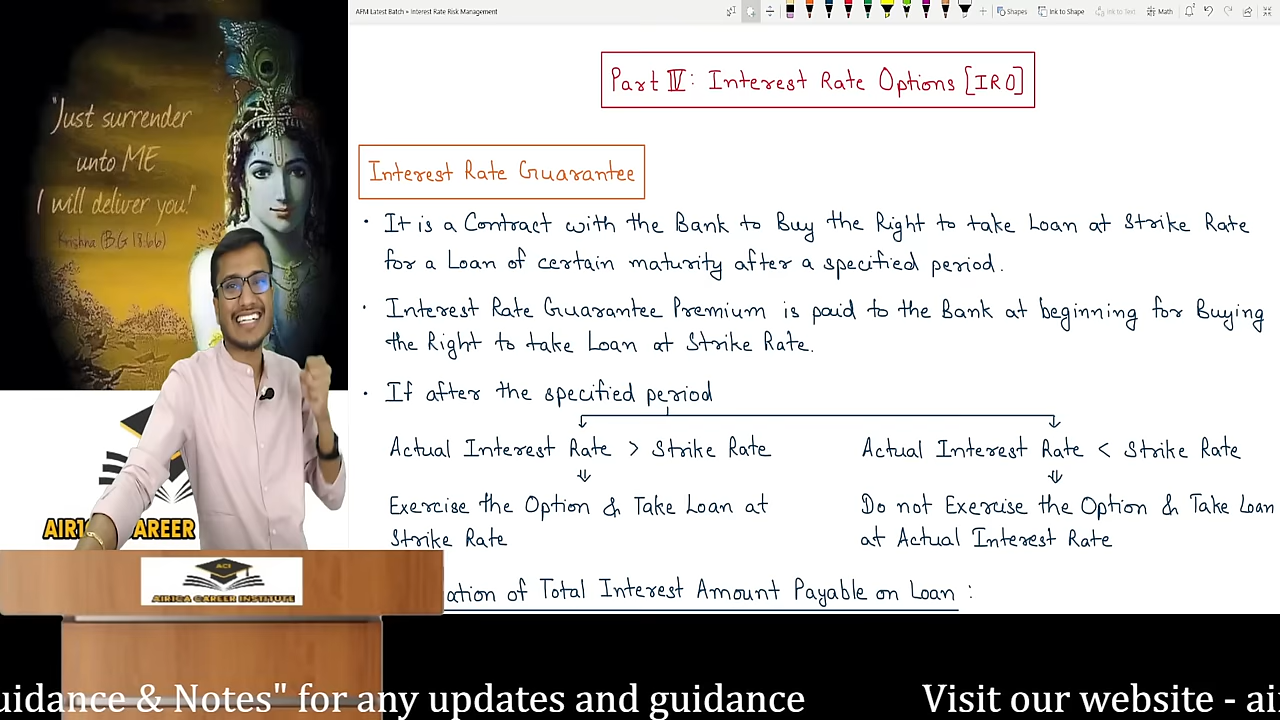 AFM Latest Batch » Interest Rate Risk Management
Shapes
Ink to Shape
Ink to Text
Math
"Just surrender
unto ME
I will deliver you!"
Krishna (BG 18:66)
Part IV: Interest Rate Options [IRO]
Interest Rate Guarantee
• It is a Contract with the Bank to Buy the Right to take Loan at Strike Rate
for a Loan of certain maturity after a specified period.
• Interest Rate Guarantee Premium is paid to the Bank at beginning for Buying
the Right to take Loan at Strike Rate.
• If after the specified period
Actual Interest Rate > Strike Rate
Exercise the Option & Take Loan at
Strike Rate
Actual Interest Rate < Strike Rate
Do not Exercise the Option & Take Loan
at Actual Interest Rate
ation of Total Interest Amount Payable on Loan :
AIR1 CAREER
ACI
AIR1CA CAREER INSTITUTE
uidance & Notes" for any updates and guidance
Visit our website - ai